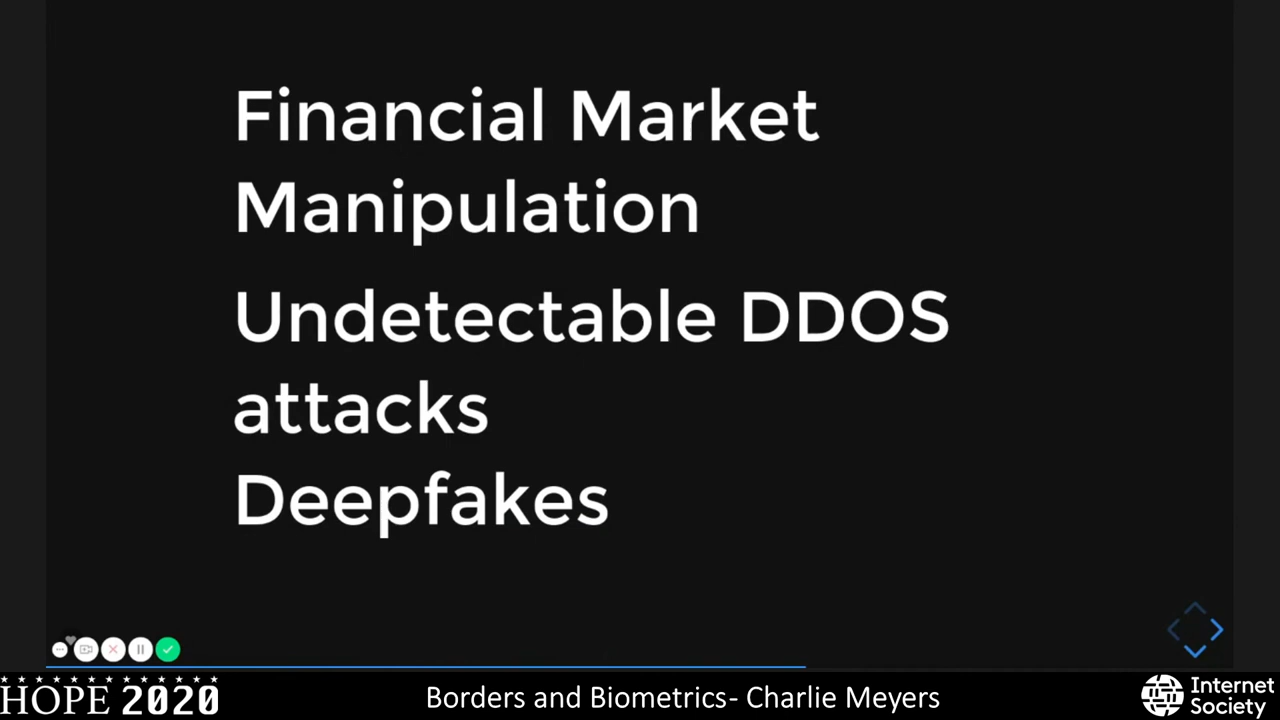 Financial Market
Manipulation
Undetectable DDOS
attacks
Deepfakes
HOPE 2020
Borders and Biometrics- Charlie Meyers
Internet
Society